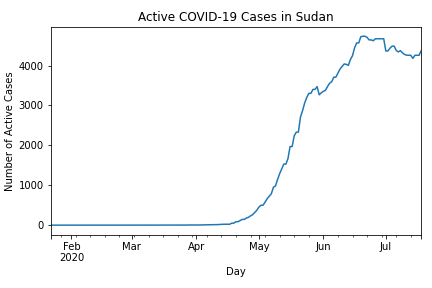 Active COVID-19 Cases in Sudan
Number of Active Cases
4000
3000
2000
1000
0
Feb
2020
Mar
Apr
May
Jun
Jul
Day